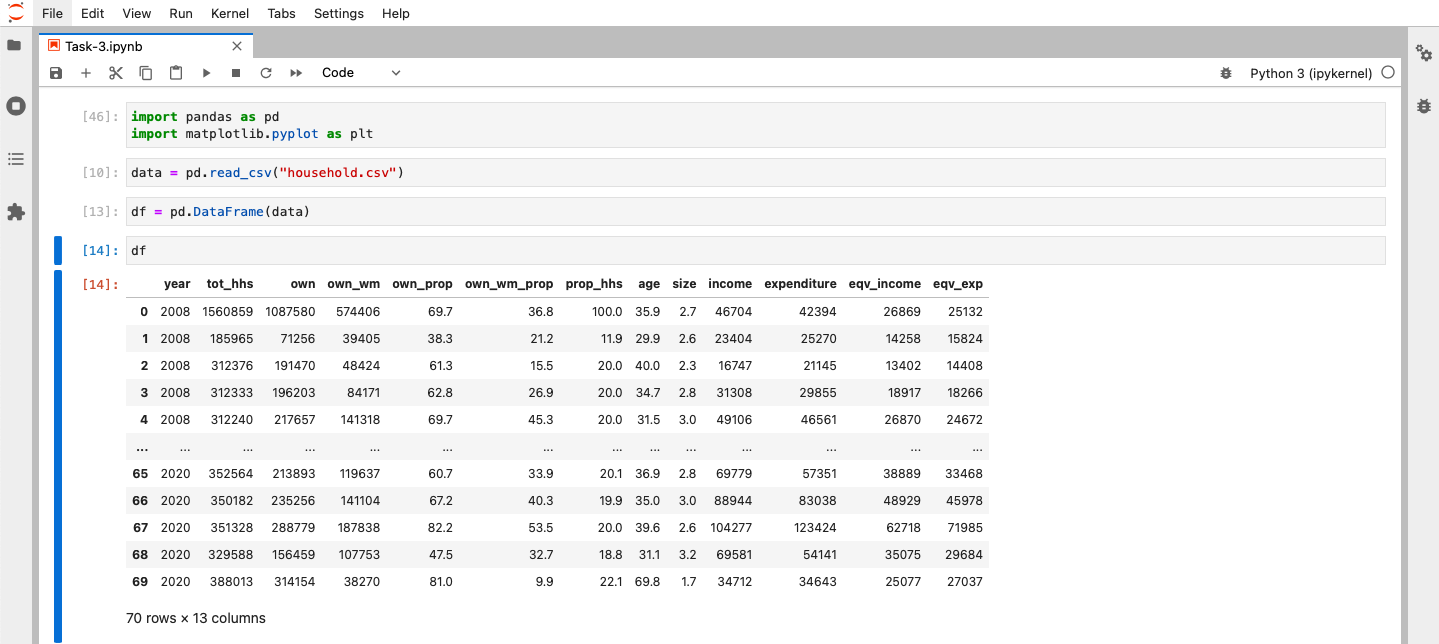 File Edit View Run Kernel Tabs Settings Help
Task-3.ipynb
Code
Python 3 (ipykernel)
[46]: import pandas as pd
import matplotlib.pyplot as plt
[10]: data = pd.read_csv("household.csv")
[13]: df = pd.DataFrame(data)
[14]: df
[14]: year tot_hhs own own_wm own_prop own_wm_prop prop_hhs age size income expenditure eqv_income eqv_exp
0 2008 1560859 1087580 574406 69.7 36.8 100.0 35.9 2.7 46704 42394 26869 25132
1 2008 185965 71256 39405 38.3 21.2 11.9 29.9 2.6 23404 25270 14258 15824
2 2008 312376 191470 48424 61.3 15.5 20.0 40.0 2.3 16747 21145 13402 14408
3 2008 312333 196203 84171 62.8 26.9 20.0 34.7 2.8 31308 29855 18917 18266
4 2008 312240 217657 141318 69.7 45.3 20.0 31.5 3.0 49106 46561 26870 24672
... ... ... ... ... ... ... ... ... ... ... ... ... ...
65 2020 352564 213893 119637 60.7 33.9 20.1 36.9 2.8 69779 57351 38889 33468
66 2020 350182 235256 141104 67.2 40.3 19.9 35.0 3.0 88944 83038 48929 45978
67 2020 351328 288779 187838 82.2 53.5 20.0 39.6 2.6 104277 123424 62718 71985
68 2020 329588 156459 107753 47.5 32.7 18.8 31.1 3.2 69581 54141 35075 29684
69 2020 388013 314154 38270 81.0 9.9 22.1 69.8 1.7 34712 34643 25077 27037
70 rows × 13 columns